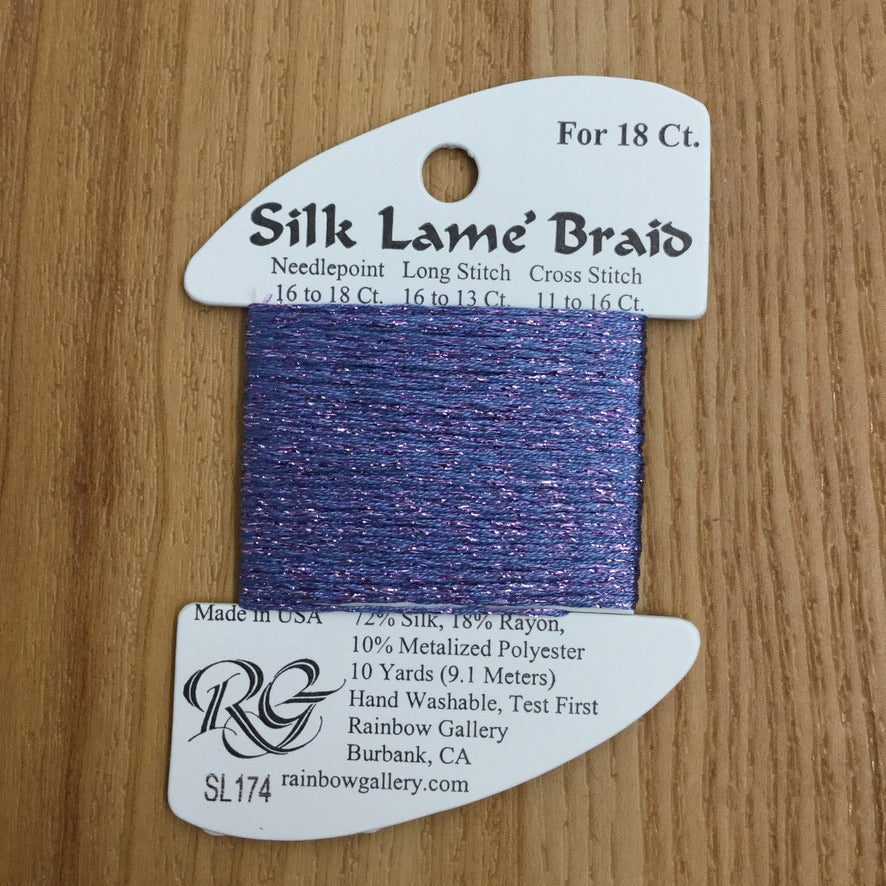 For 18 Ct.
Silk Lame' Braid
Needlepoint Long Stitch Cross Stitch
16 to 18 Ct. 16 to 13 Ct. 11 to 16 Ct.
Made in USA 72% Silk, 18% Rayon,
10% Metalized Polyester
10 Yards (9.1 Meters)
Hand Washable, Test First
Rainbow Gallery
Burbank, CA
rainbowgallery.com
RG
SL174